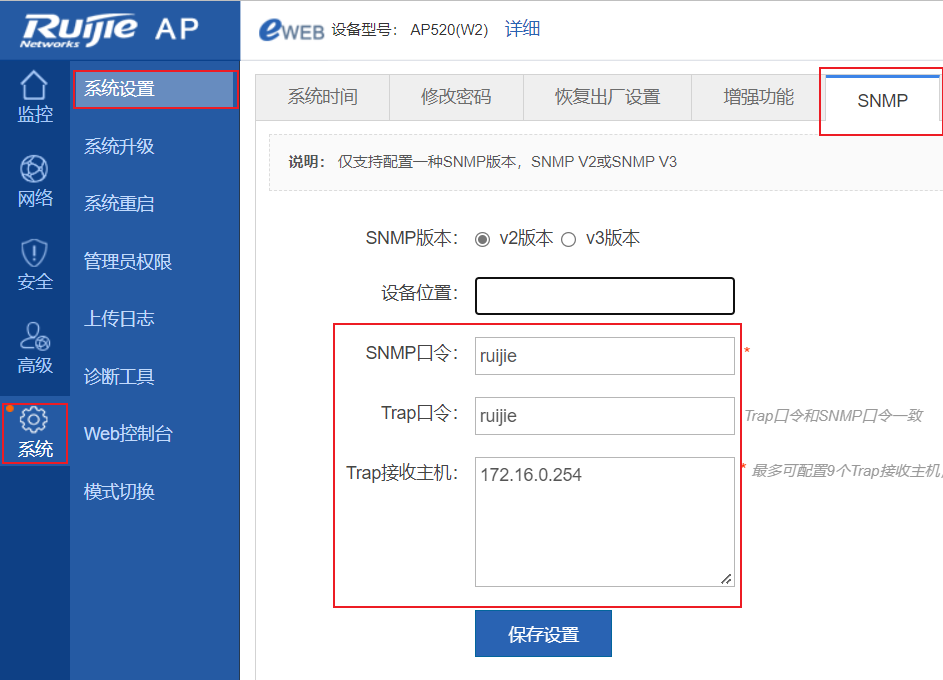 Ruijie AP
Networks
eWEB 设备型号： AP520(W2) 详细
监控
网络
安全
高级
系统
系统设置
系统升级
系统重启
管理员权限
上传日志
诊断工具
Web控制台
模式切换
系统时间 修改密码 恢复出厂设置 增强功能 SNMP
说明： 仅支持配置一种SNMP版本，SNMP V2或SNMP V3
SNMP版本： v2版本 v3版本
设备位置：
SNMP口令： ruijie *
Trap口令： ruijie Trap口令和SNMP口令一致
Trap接收主机： 172.16.0.254 * 最多可配置9个Trap接收主机,
保存设置